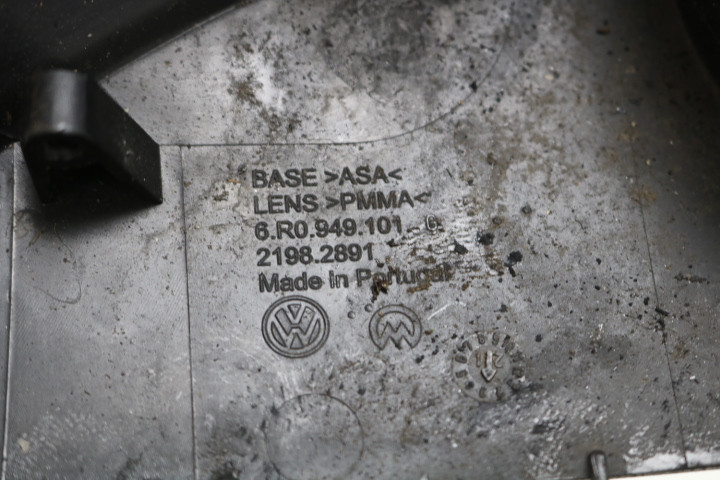 BASE >ASA<
LENS >PMMA<
6.R0.949.101
2198.2891
Made in Portugal